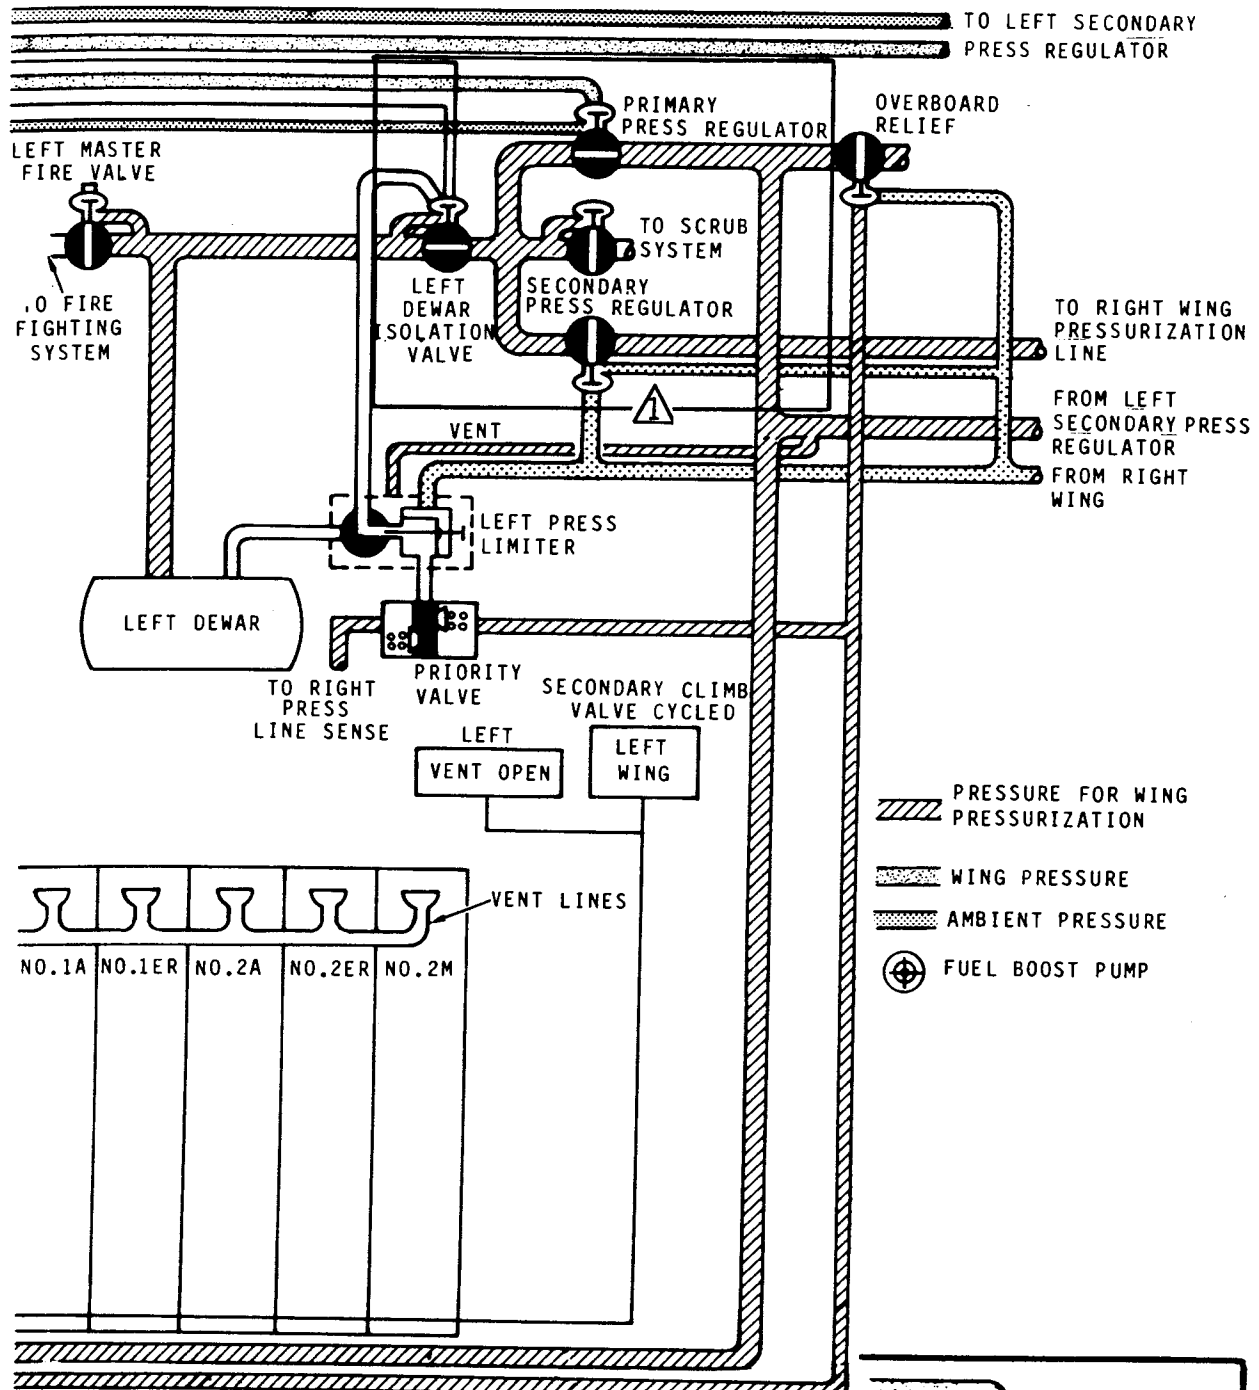 TO LEFT SECONDARY
PRESS REGULATOR
PRIMARY
PRESS REGULATOR
OVERBOARD
RELIEF
LEFT MASTER
FIRE VALVE
TO SCRUB
SYSTEM
LEFT
DEWAR
ISOLATION
VALVE
SECONDARY
PRESS REGULATOR
.O FIRE
FIGHTING
SYSTEM
TO RIGHT WING
PRESSURIZATION
LINE
1
FROM LEFT
SECONDARY PRESS
REGULATOR
FROM RIGHT
WING
VENT
LEFT PRESS
LIMITER
LEFT DEWAR
PRIORITY
VALVE
TO RIGHT
PRESS
LINE SENSE
SECONDARY CLIMB
VALVE CYCLED
LEFT
VENT OPEN
LEFT
WING
PRESSURE FOR WING
PRESSURIZATION
WING PRESSURE
AMBIENT PRESSURE
FUEL BOOST PUMP
VENT LINES
NO.1A NO.1ER NO.2A NO.2ER NO.2M